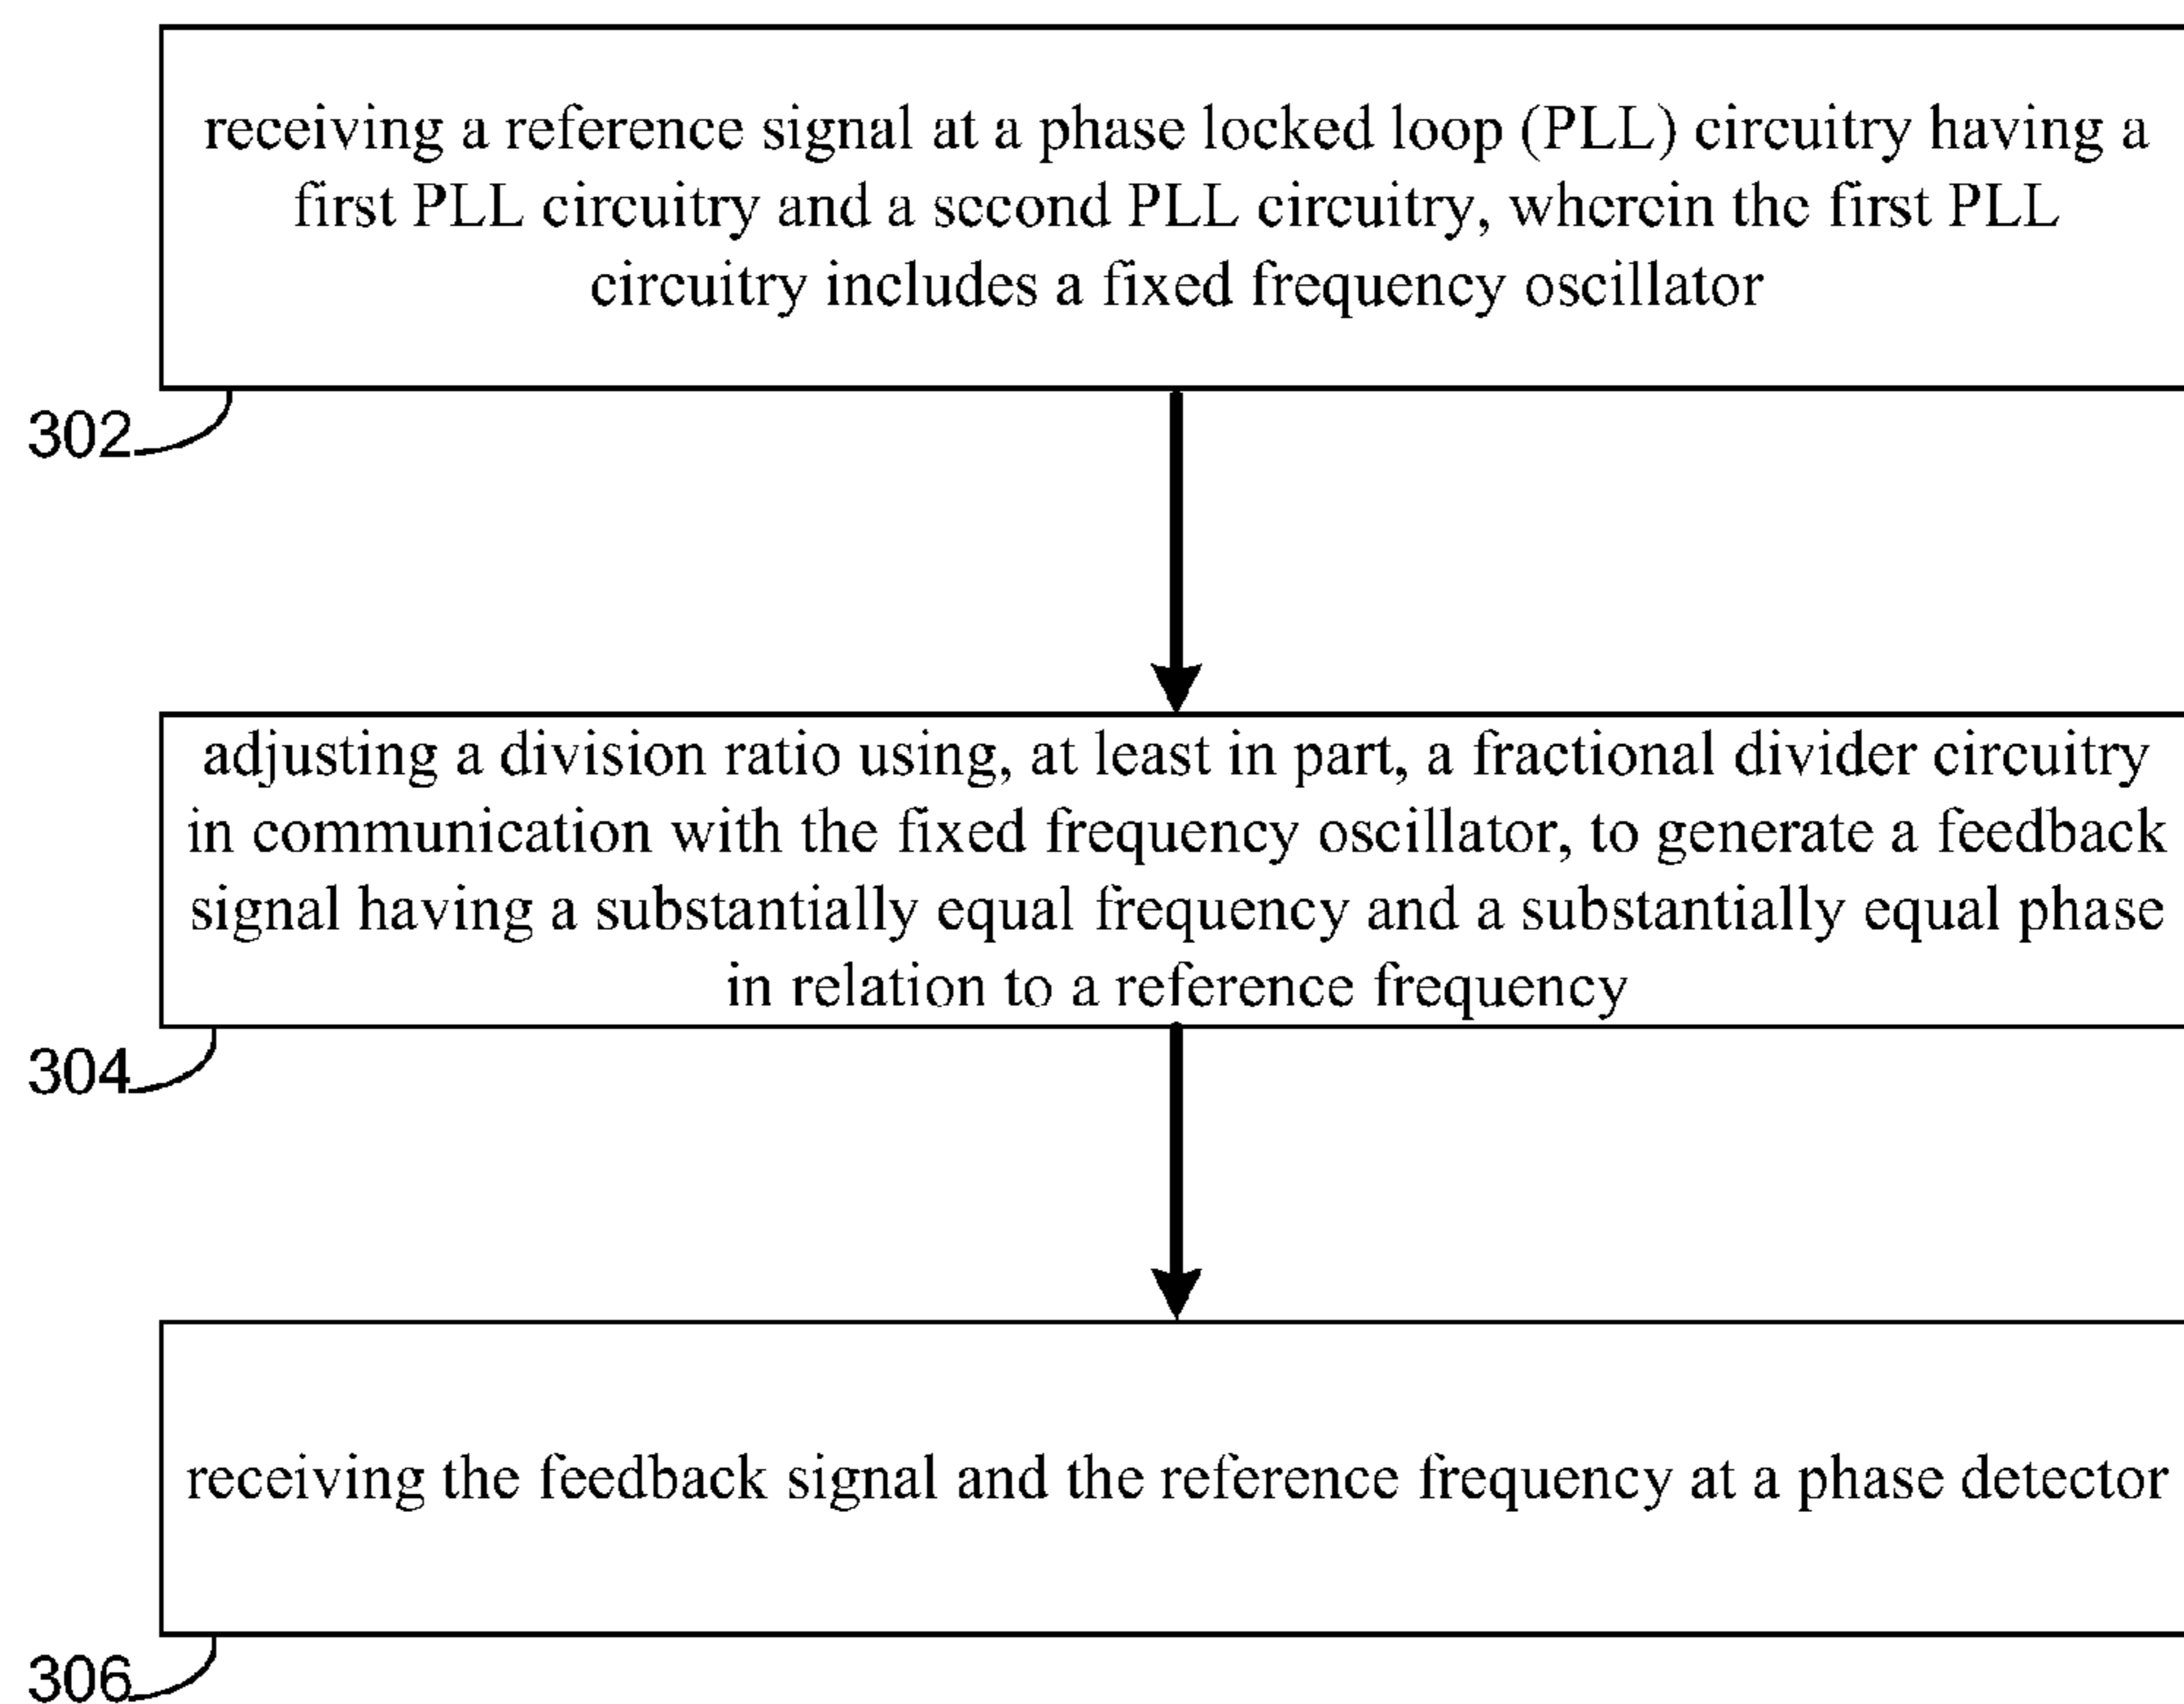 receiving a reference signal at a phase locked loop (PLL) circuitry having a
first PLL circuitry and a second PLL circuitry, wherein the first PLL
circuitry includes a fixed frequency oscillator
302
adjusting a division ratio using, at least in part, a fractional divider circuitry
in communication with the fixed frequency oscillator, to generate a feedback
signal having a substantially equal frequency and a substantially equal phase
in relation to a reference frequency
304
receiving the feedback signal and the reference frequency at a phase detector
306